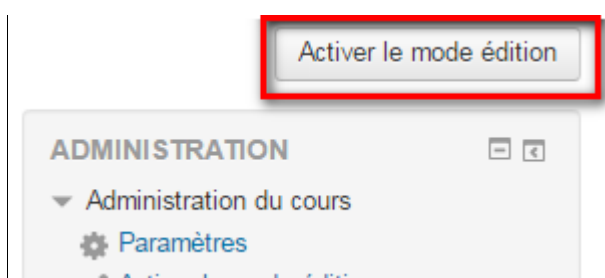 Activer le mode édition
ADMINISTRATION
Administration du cours
Paramètres